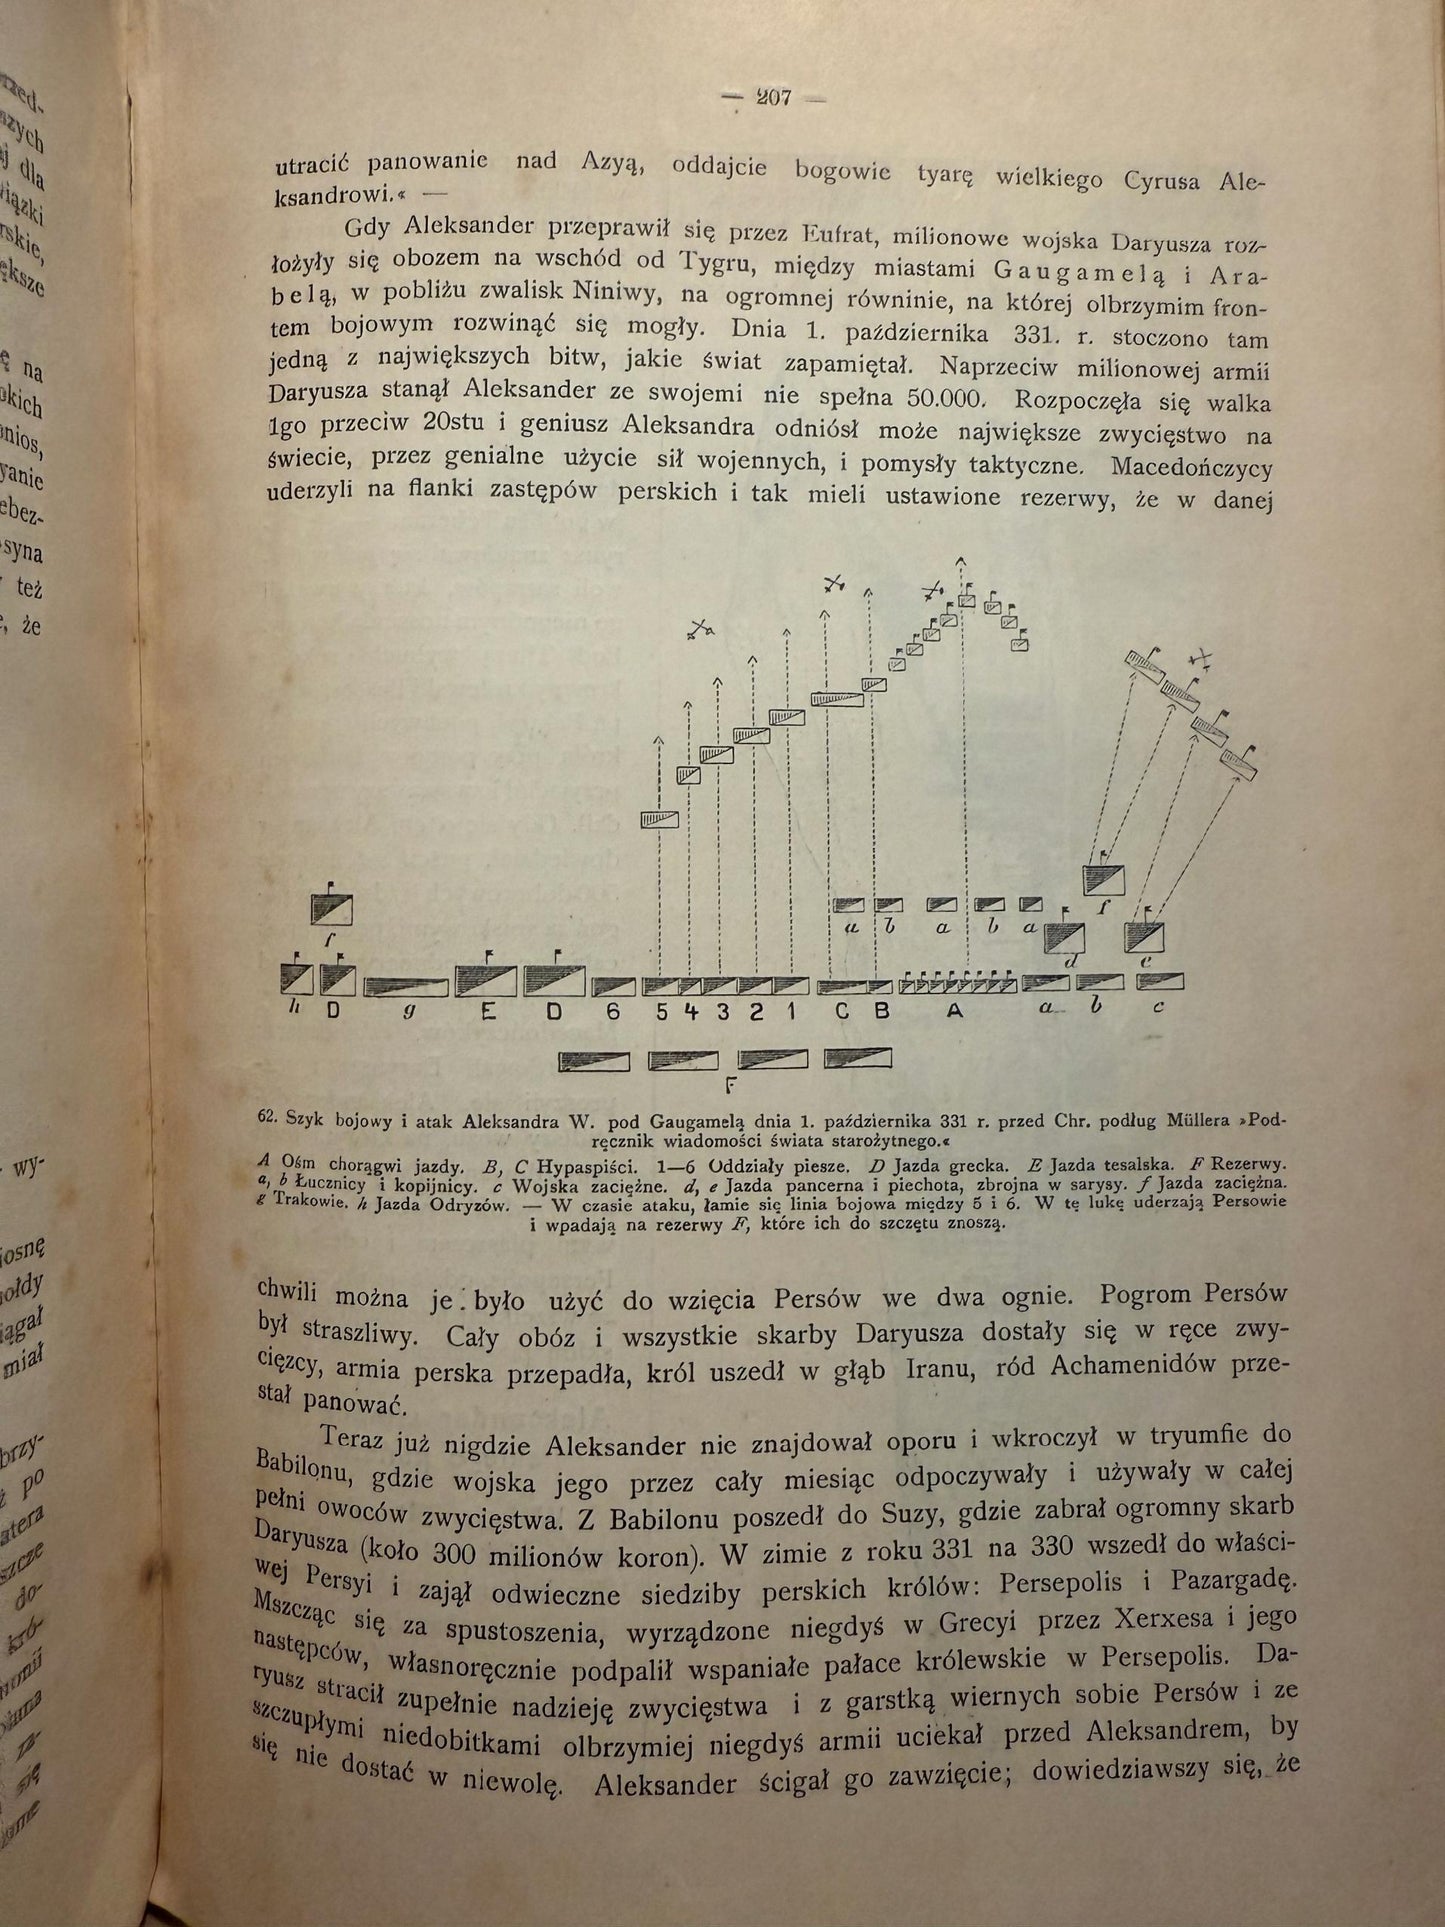 — 207 —
utracić panowanie nad Azyą, oddajcie bogowie tyarę wielkiego Cyrusa Ale-
ksandrowi.« —
Gdy Aleksander przeprawił się przez Eufrat, milionowe wojska Daryusza roz-
łożyły się obozem na wschód od Tygru, między miastami Gaugamelą i Ara-
belą, w pobliżu zwalisk Niniwy, na ogromnej równinie, na której olbrzymim fron-
tem bojowym rozwinąć się mogły. Dnia 1. października 331. r. stoczono tam
jedną z największych bitw, jakie świat zapamiętał. Naprzeciw milionowej armii
Daryusza stanął Aleksander ze swojemi nie spełna 50.000. Rozpoczęła się walka
1go przeciw 20stu i geniusz Aleksandra odniósł może największe zwycięstwo na
świecie, przez genialne użycie sił wojennych, i pomysły taktyczne. Macedończycy
uderzyli na flanki zastępów perskich i tak mieli ustawione rezerwy, że w danej
f
a b a b a
f
d e
h D g E D 6 5 4 3 2 1 C B A a b c
F
62. Szyk bojowy i atak Aleksandra W. pod Gaugamelą dnia 1. października 331 r. przed Chr. podług Müllera »Pod-
ręcznik wiadomości świata starożytnego.«
A Ośm chorągwi jazdy. B, C Hypaspiści. 1—6 Oddziały piesze. D Jazda grecka. E Jazda tesalska. F Rezerwy.
a, b Łucznicy i kopijnicy. c Wojska zaciężne. d, e Jazda pancerna i piechota, zbrojna w sarysy. f Jazda zaciężna.
g Trakowie. h Jazda Odryzów. — W czasie ataku, łamie się linia bojowa między 5 i 6. W tę lukę uderzają Persowie
i wpadają na rezerwy F, które ich do szczętu znoszą.
chwili można je było użyć do wzięcia Persów we dwa ognie. Pogrom Persów
był straszliwy. Cały obóz i wszystkie skarby Daryusza dostały się w ręce zwy-
cięzcy, armia perska przepadła, król uszedł w głąb Iranu, ród Achamenidów prze-
stał panować.
Teraz już nigdzie Aleksander nie znajdował oporu i wkroczył w tryumfie do
Babilonu, gdzie wojska jego przez cały miesiąc odpoczywały i używały w całej
pełni owoców zwycięstwa. Z Babilonu poszedł do Suzy, gdzie zabrał ogromny skarb
Daryusza (koło 300 milionów koron). W zimie z roku 331 na 330 wszedł do właści-
wej Persyi i zajął odwieczne siedziby perskich królów: Persepolis i Pazargadę.
Mszcząc się za spustoszenia, wyrządzone niegdyś w Grecyi przez Xerxesa i jego
następców, własnoręcznie podpalił wspaniałe pałace królewskie w Persepolis. Da-
ryusz stracił zupełnie nadzieję zwycięstwa i z garstką wiernych sobie Persów i ze
szczupłymi niedobitkami olbrzymiej niegdyś armii uciekał przed Aleksandrem, by
się nie dostać w niewolę. Aleksander ścigał go zawzięcie; dowiedziawszy się, że